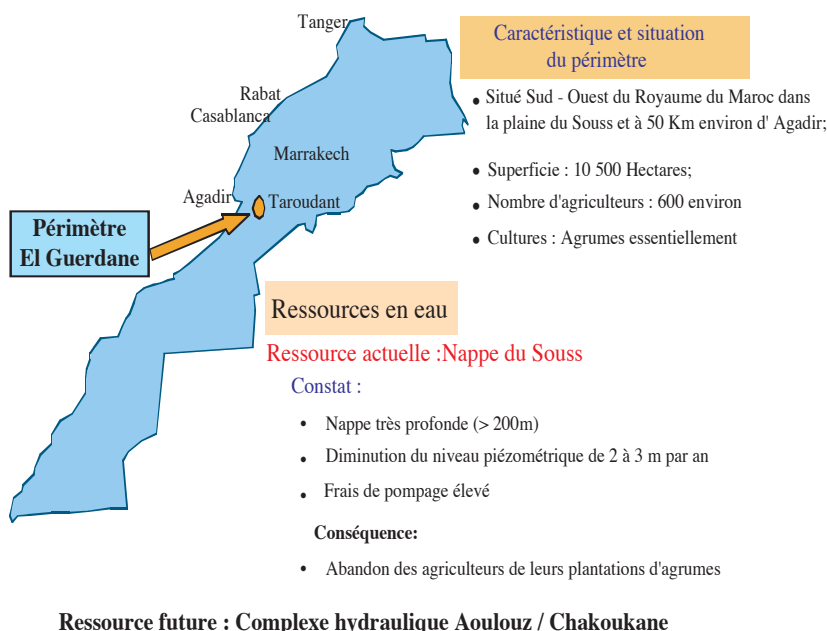 Tanger
Rabat
Casablanca
Marrakech
Agadir
Taroudant
Périmètre
El Guerdane
Caractéristique et situation
du périmètre
• Situé Sud - Ouest du Royaume du Maroc dans
la plaine du Souss et à 50 Km environ d' Agadir;
• Superficie : 10 500 Hectares;
• Nombre d'agriculteurs : 600 environ
• Cultures : Agrumes essentiellement
Ressources en eau
Ressource actuelle :Nappe du Souss
Constat :
• Nappe très profonde (> 200m)
• Diminution du niveau piézométrique de 2 à 3 m par an
• Frais de pompage élevé
Conséquence:
• Abandon des agriculteurs de leurs plantations d'agrumes
Ressource future : Complexe hydraulique Aoulouz / Chakoukane